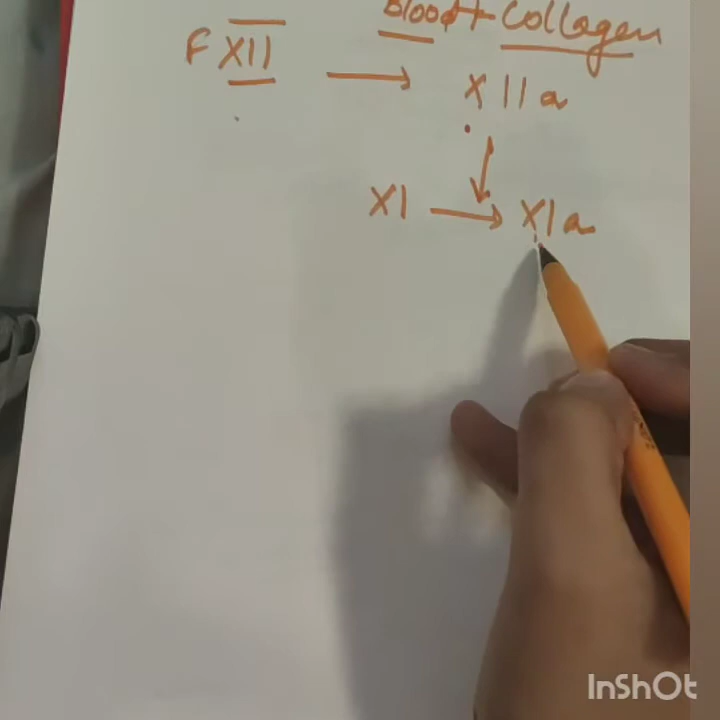 Blood + Collagen
F XII → XIIa
↓
XI → XIa
InShOt